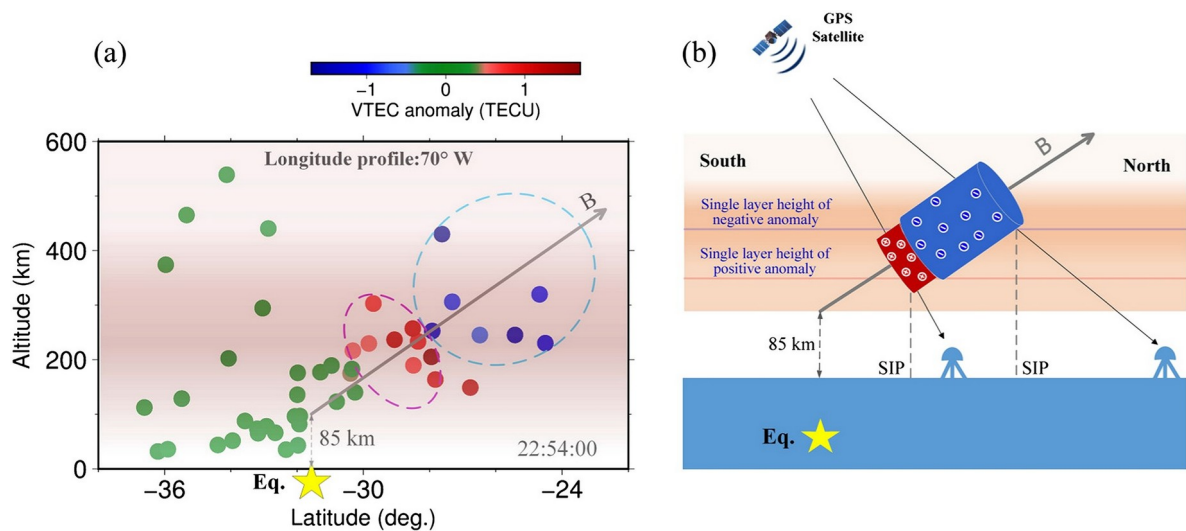 (a)
−1
0
1
VTEC anomaly (TECU)
Altitude (km)
600
400
200
0
Longitude profile:70° W
B
85 km
22:54:00
Eq.
−36
−30
−24
Latitude (deg.)
(b)
GPS
Satellite
South
B
North
Single layer height of
negative anomaly
Single layer height of
positive anomaly
85 km
SIP
SIP
Eq.